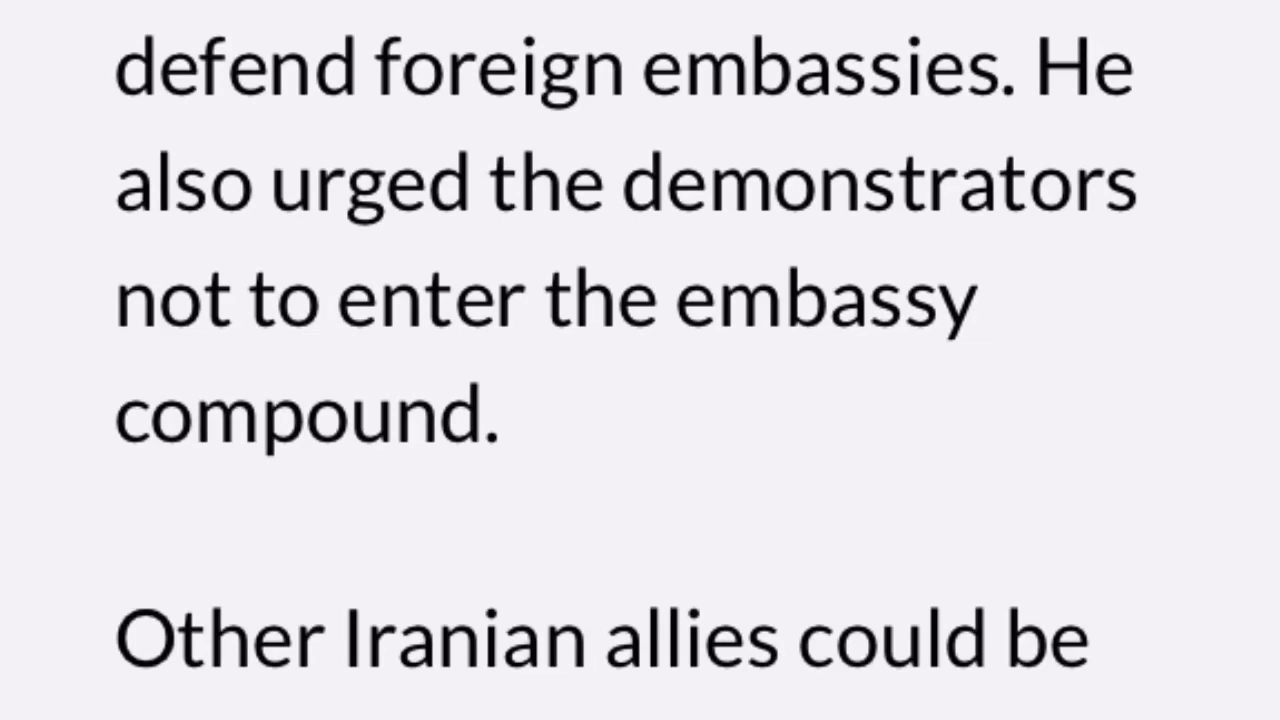 defend foreign embassies. He
also urged the demonstrators
not to enter the embassy
compound.
Other Iranian allies could be